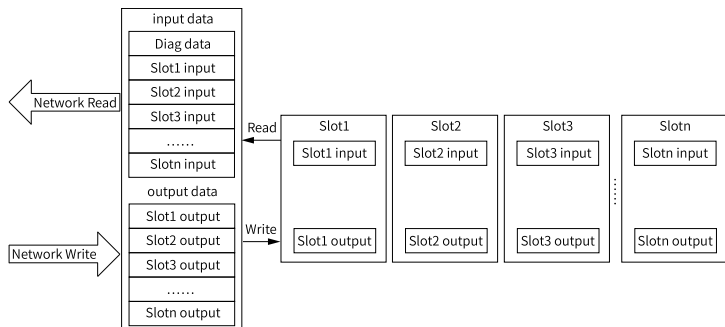 input data
Diag data
Slot1 input
Slot2 input
Slot3 input
......
Slotn input
output data
Slot1 output
Slot2 output
Slot3 output
......
Slotn output
Network Read
Network Write
Read
Write
Slot1
Slot1 input
Slot1 output
Slot2
Slot2 input
Slot2 output
Slot3
Slot3 input
Slot3 output
......
Slotn
Slotn input
Slotn output